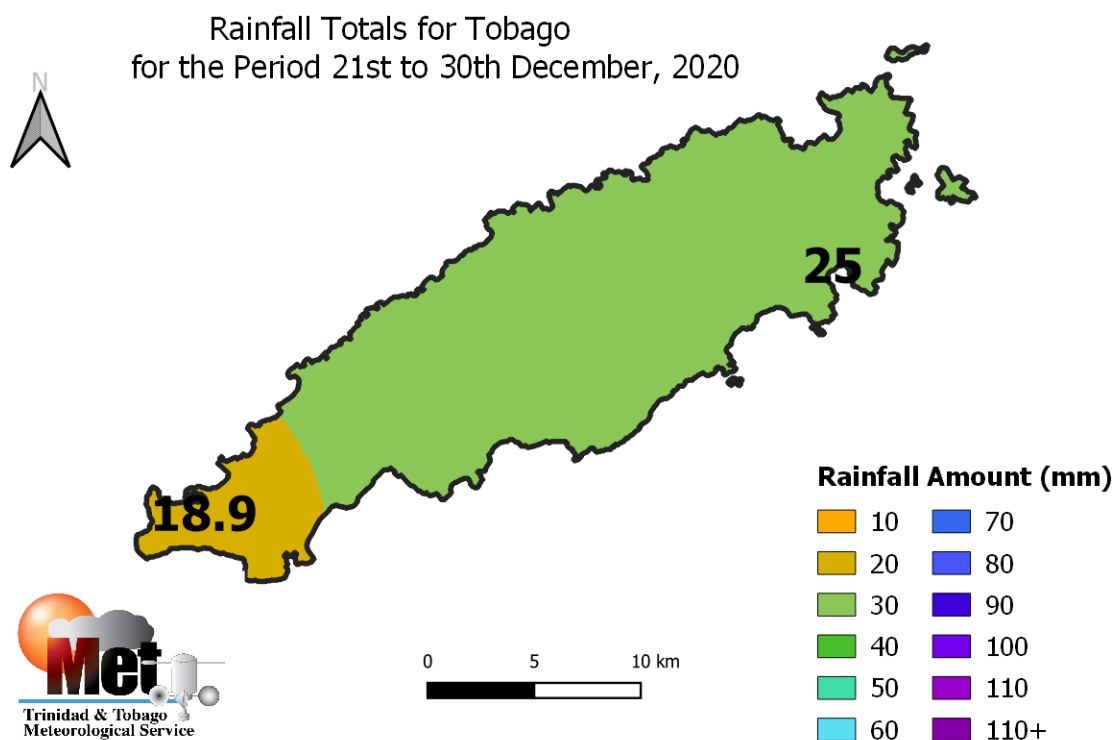 Rainfall Totals for Tobago
for the Period 21st to 30th December, 2020
N
25
18.9
Rainfall Amount (mm)
10 70
20 80
30 90
40 100
50 110
60 110+
0 5 10 km
Met
Trinidad & Tobago
Meteorological Service